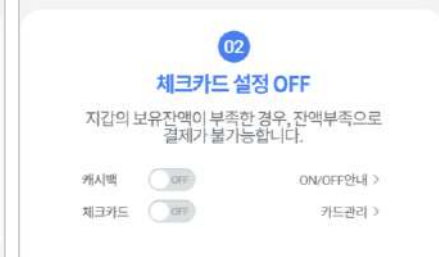 02
체크카드 설정 OFF
지갑의 보유잔액이 부족한 경우, 잔액부족으로
결제가 불가능합니다.
캐시백 OFF ON/OFF안내 >
체크카드 OFF 카드관리 >